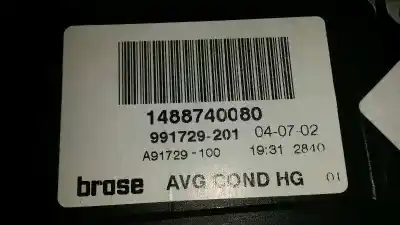 1488740080
991729-201 04-07-02
A91729-100 19:31 2840
brose AVG COND HG 01